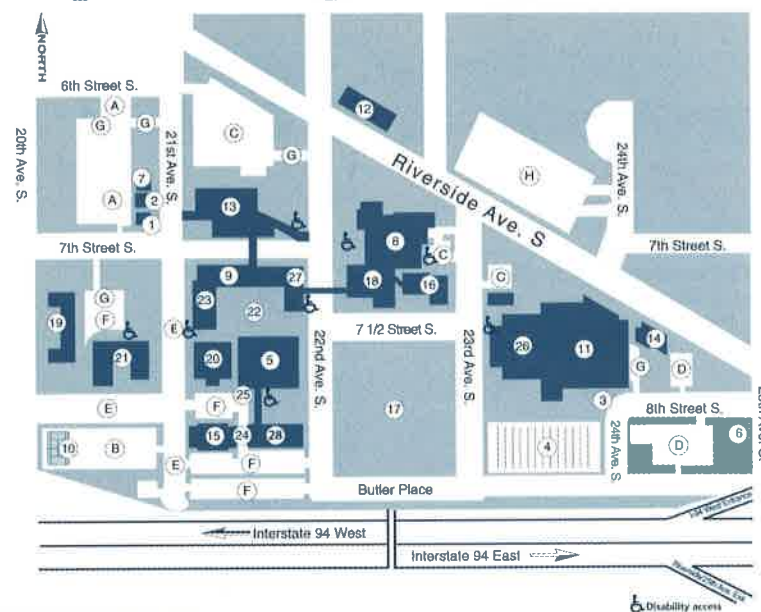 NORTH
6th Street S.
A
G
G
12
C
20th Ave. S.
21st Ave. S.
G
H
24th Ave. S.
7
A
2
13
Riverside Ave. S
1
7th Street S.
8
C
7th Street S.
9
27
18
16
C
G
23
22
19
F
E
7 1/2 Street S.
21
20
5
22nd Ave. S.
23rd Ave. S.
26
11
14
G
D
25
17
E
F
3
8th Street S.
10
B
15
24
28
4
24th Ave. S.
D
6
E
F
F
Butler Place
I-94 West Entrance
Interstate 94 West
Interstate 94 East
Disability access